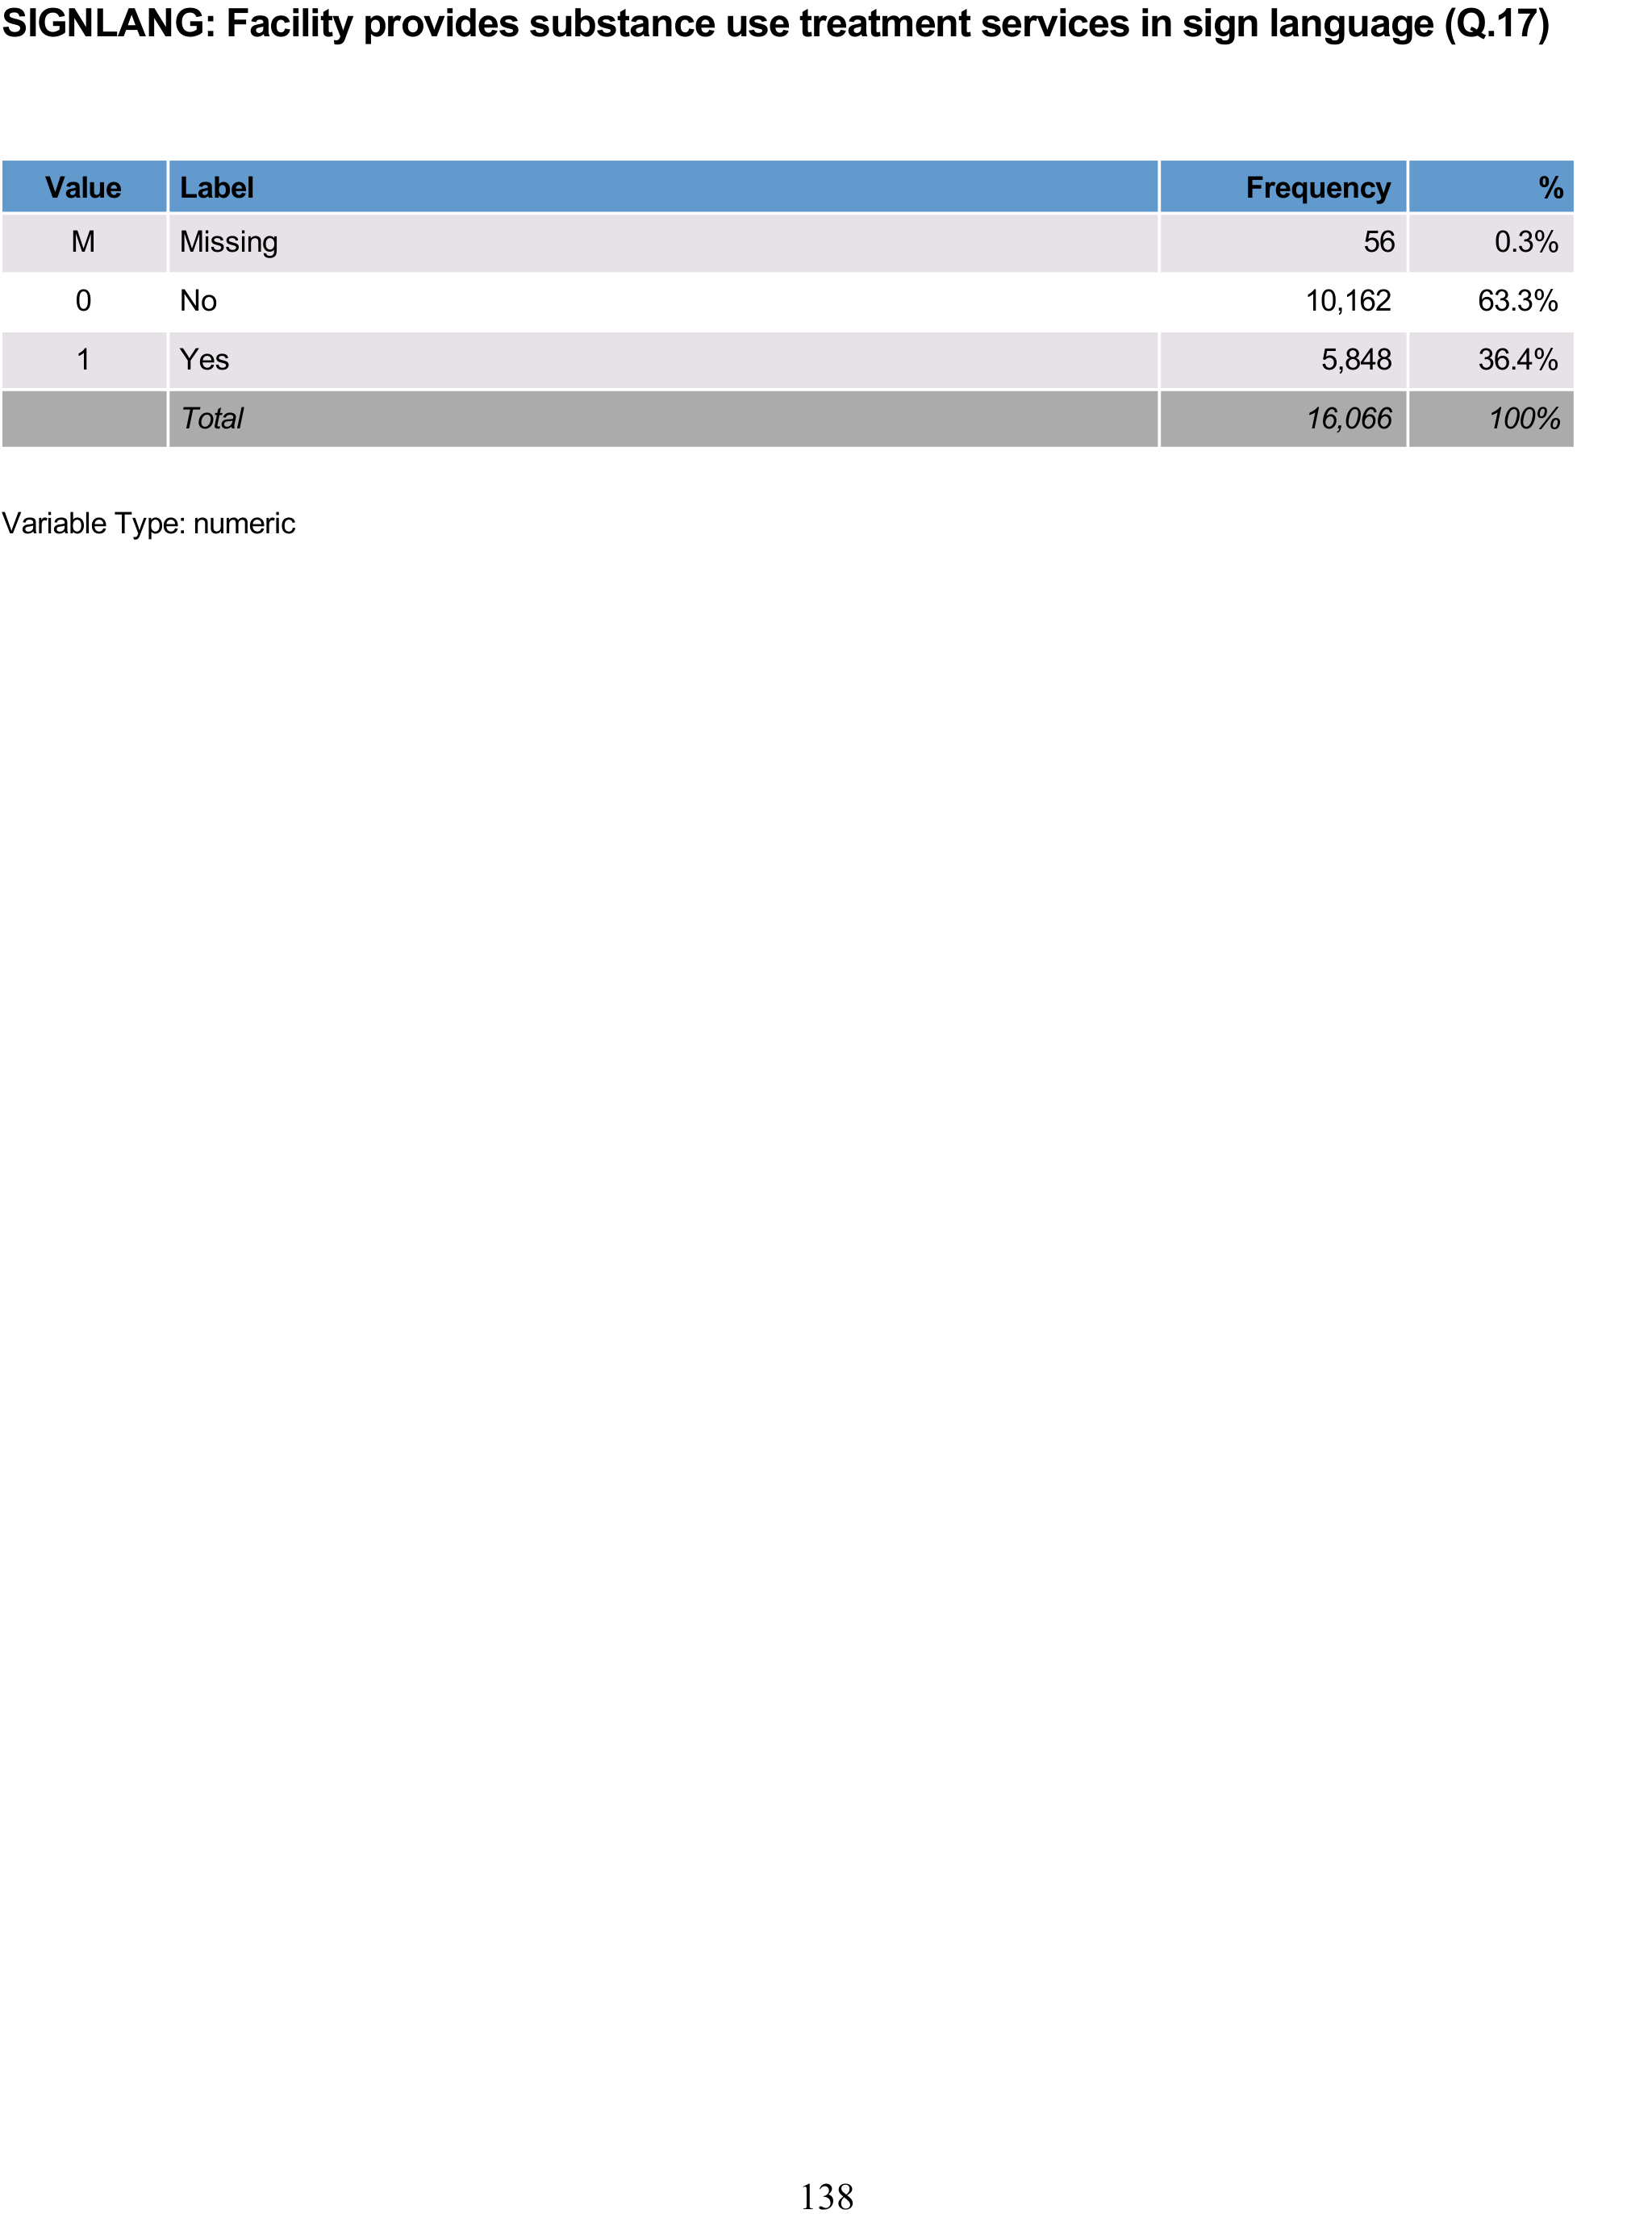 SIGNLANG: Facility provides substance use treatment services in sign language (Q.17)
Value Label Frequency %
M Missing 56 0.3%
0 No 10,162 63.3%
1 Yes 5,848 36.4%
Total 16,066 100%
Variable Type: numeric
138